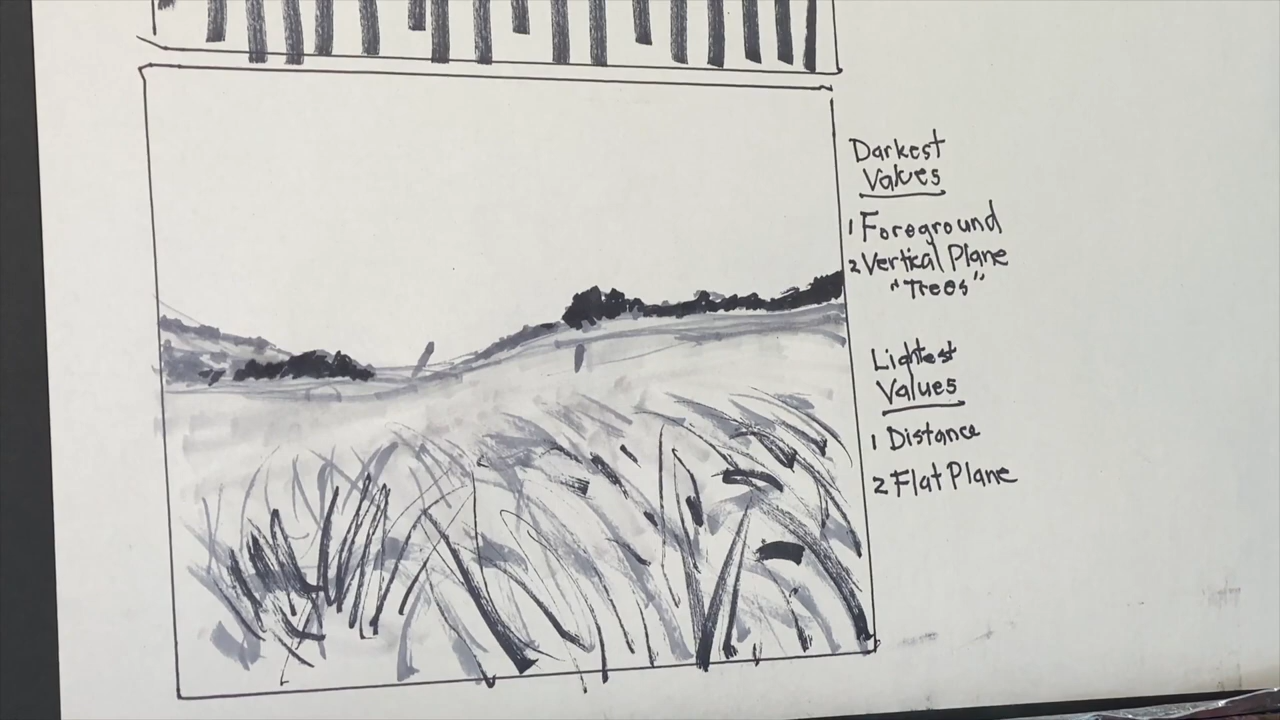 Darkest
Values
1 Foreground
2 Vertical Plane
"Trees"
Lightest
Values
1 Distance
2 Flat Plane